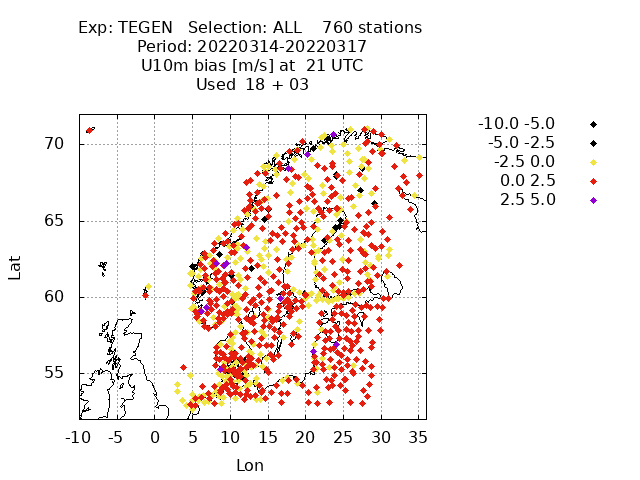 Exp: TEGEN   Selection: ALL    760 stations
Period: 20220314-20220317
U10m bias [m/s] at  21 UTC
Used  18 + 03
-10.0 -5.0
-5.0 -2.5
-2.5 0.0
0.0 2.5
2.5 5.0
70
65
60
55
Lat
-10 -5 0 5 10 15 20 25 30 35
Lon